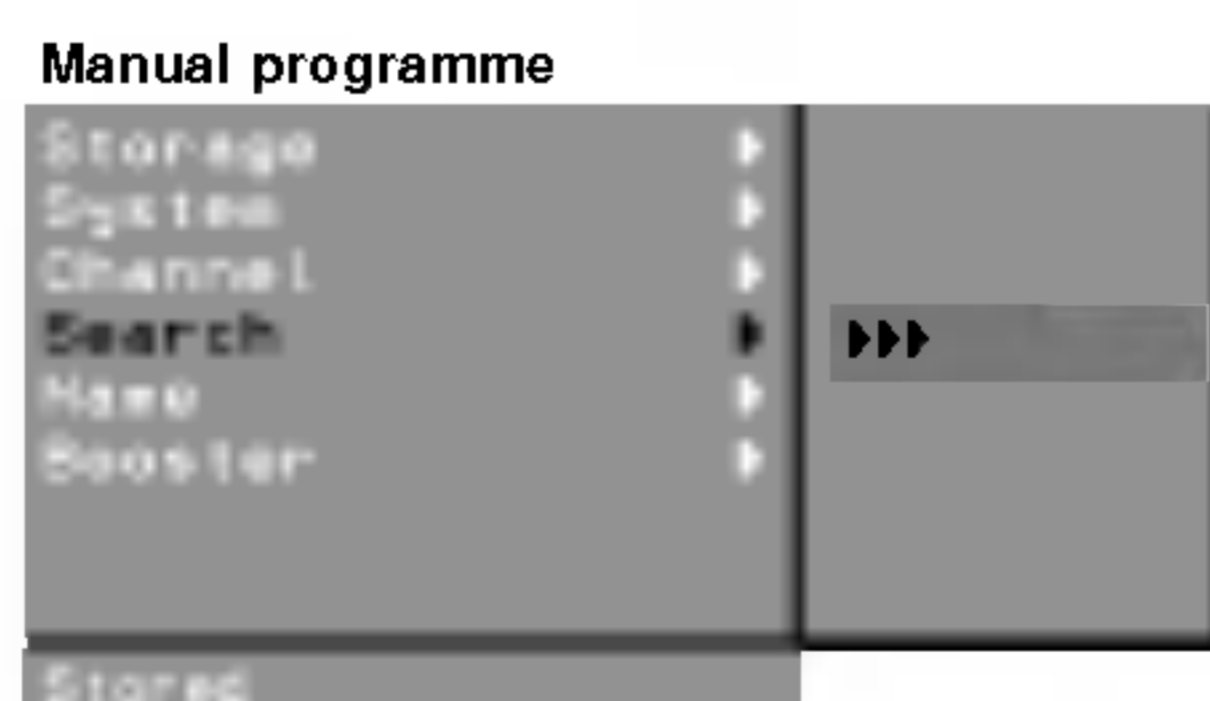 Manual programme
Storage
System
Channel
Search
Name
Booster
Stored